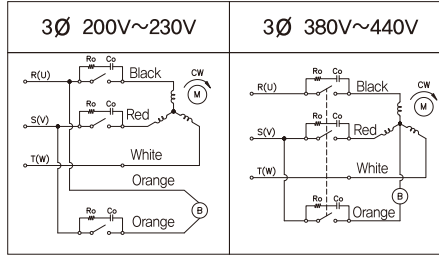 3Ø 200V～230V
Ro Co
R(U)
Black
CW
M
Ro Co
S(V)
Red
T(W)
White
Orange
B
Ro Co
Orange
3Ø 380V～440V
Ro Co
R(U)
Black
CW
M
Ro Co
S(V)
Red
T(W)
White
B
Ro Co
Orange